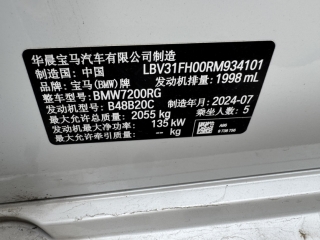 华晨宝马汽车有限公司制造
制造国：中国 LBV31FH00RM934101
品牌：宝马(BMW)牌 发动机排量：1998 mL
整车型号：BMW7200RG
发动机型号：B48B20C 制造年月：2024-07
最大允许总质量：2055 kg 乘坐人数：5
发动机最大净功率：135 kW
最大允许牵引质量：— kg